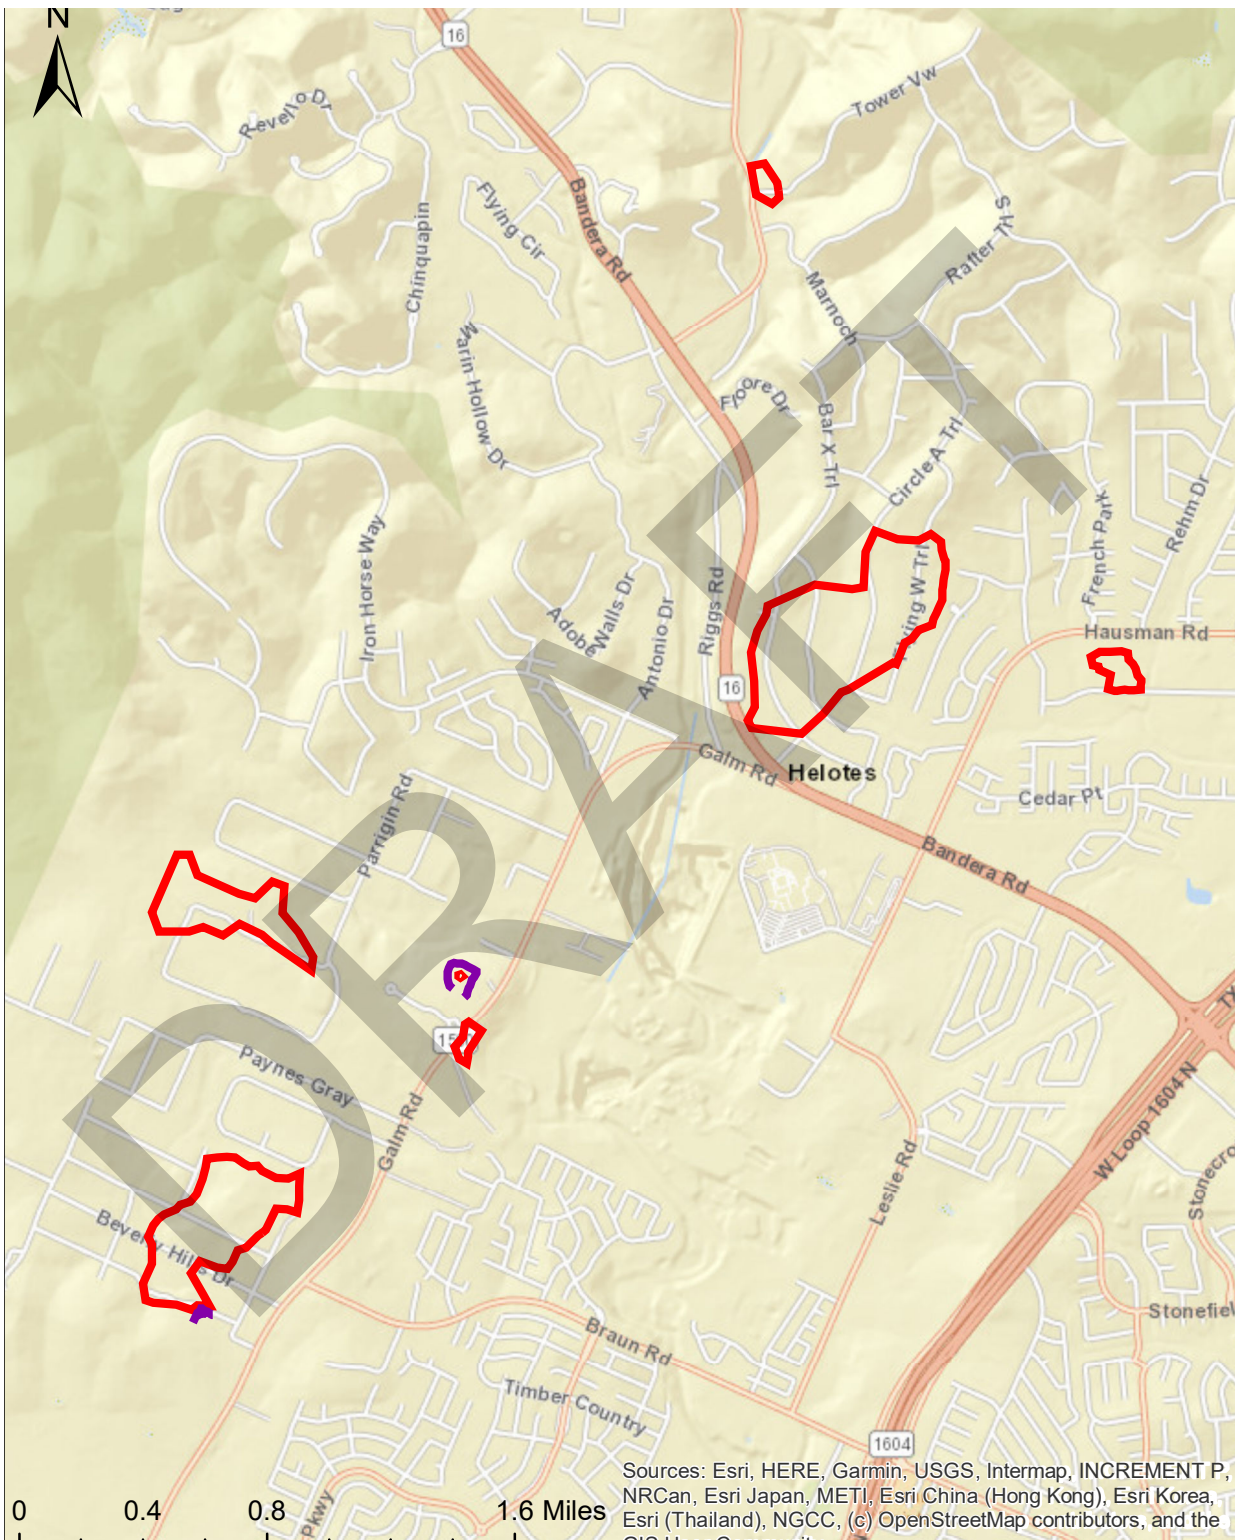 N
16
Revello Dr
Tower Vw
Chinquapin
Flying Cir
Bandera Rd
Rafter TH S
Marnoch
Marin Hollow Dr
Floore Dr
Bar X Trl
Circle A Trl
French Park
Rehm Dr
Iron Horse Way
Adobe Walls Dr
Antonio Dr
Riggs Rd
Flying W Trl
Hausman Rd
16
Galm Rd
Helotes
Cedar Pt
Parrigin Rd
Bandera Rd
DRAFT
TX
Paynes Gray
Galm Rd
W Loop 1604 N
Leslie Rd
Beverly Hills Dr
Braun Rd
Timber Country
Pkwy
1604
0 0.4 0.8 1.6 Miles
Sources: Esri, HERE, Garmin, USGS, Intermap, INCREMENT P,
NRCan, Esri Japan, METI, Esri China (Hong Kong), Esri Korea,
Esri (Thailand), NGCC, (c) OpenStreetMap contributors, and the